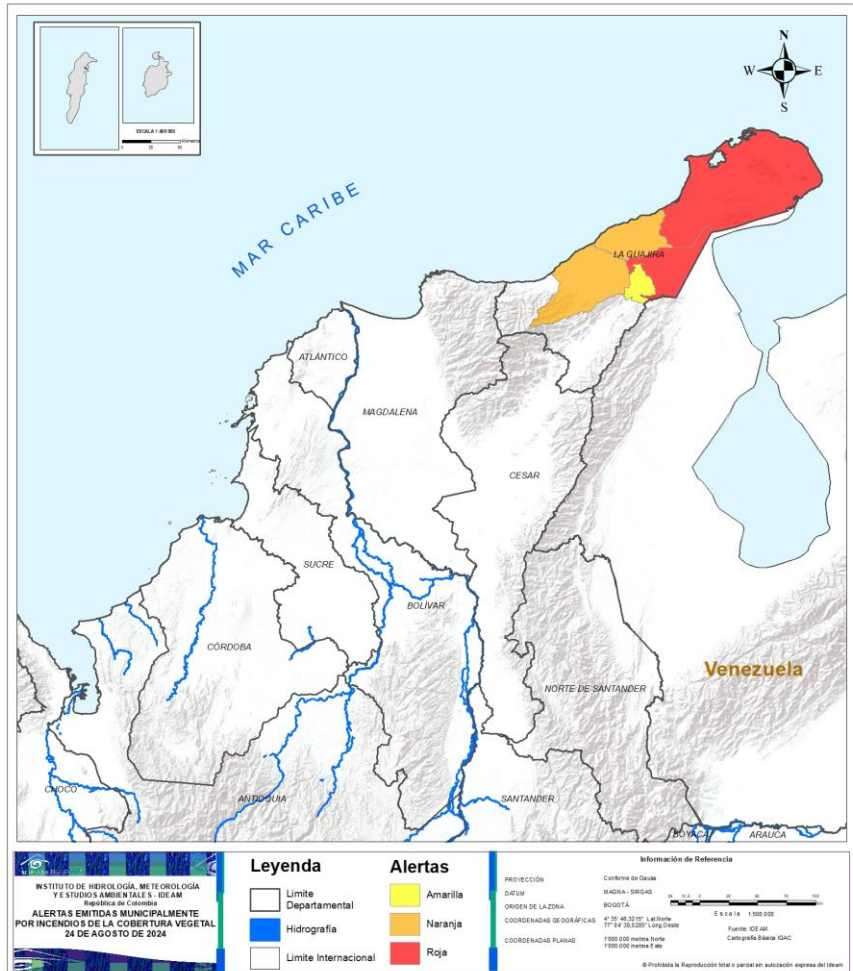 N
W
E
S
ESCALA 1:400.000
MAR CARIBE
LA GUAJIRA
ATLÁNTICO
MAGDALENA
CESAR
SUCRE
BOLÍVAR
CÓRDOBA
NORTE DE SANTANDER
Venezuela
CHOCO
ANTIOQUIA
SANTANDER
BOYACÁ
ARAUCA
INSTITUTO DE HIDROLOGÍA, METEOROLOGÍA
Y ESTUDIOS AMBIENTALES - IDEAM
República de Colombia
ALERTAS EMITIDAS MUNICIPALMENTE
POR INCENDIOS DE LA COBERTURA VEGETAL
24 DE AGOSTO DE 2024
Leyenda
Limite
Departamental
Hidrografía
Limite Internacional
Alertas
Amarilla
Naranja
Roja
Información de Referencia
PROYECCIÓN
Conforme de Gauss
DATUM
MAGNA - SIRGAS
ORIGEN DE LA ZONA
BOGOTÁ
COORDENADAS GEOGRÁFICAS
COORDENADAS PLANAS
1'000.000 metros Norte
1'000.000 metros Este
Escala 1:500.000
Fuente: IDEAM
Cartografía Básica: IGAC
© Prohibida la Reproducción total o parcial sin autorización expresa del Ideam